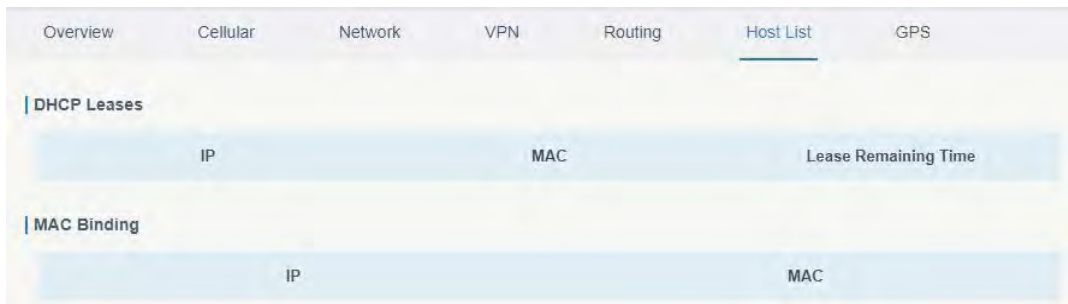 Overview Cellular Network VPN Routing Host List GPS
DHCP Leases
IP MAC Lease Remaining Time
MAC Binding
IP MAC